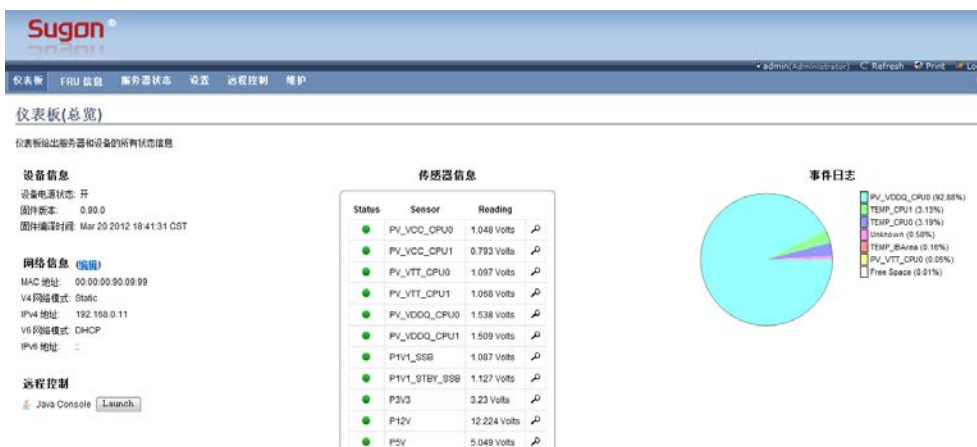 Sugon®
admin(Administrator) Refresh Print Lo
仪表板 FRU 信息 服务器状态 设置 远程控制 维护
仪表板(总览)
仪表板给出服务器和设备的所有状态信息
设备信息
设备电源状态: 开
固件版本: 0.90.0
固件编译时间: Mar 20 2012 18:41:31 CST
网络信息 (编辑)
MAC 地址: 00:00:00:90:09:99
V4 网络模式: Static
IPv4 地址: 192.168.0.11
V6 网络模式: DHCP
IPv6 地址: ::
远程控制
Java Console Launch
传感器信息
Status Sensor Reading
PV_VCC_CPU0 1.048 Volts
PV_VCC_CPU1 0.793 Volts
PV_VTT_CPU0 1.097 Volts
PV_VTT_CPU1 1.068 Volts
PV_VDDQ_CPU0 1.538 Volts
PV_VDDQ_CPU1 1.509 Volts
P1V1_SSB 1.087 Volts
P1V1_STBY_SSB 1.127 Volts
P3V3 3.23 Volts
P12V 12.224 Volts
P5V 5.049 Volts
事件日志
PV_VDDQ_CPU0 (92.88%)
TEMP_CPU1 (3.13%)
TEMP_CPU0 (3.19%)
Unknown (0.58%)
TEMP_IBArea (0.16%)
PV_VTT_CPU0 (0.05%)
Free Space (0.01%)